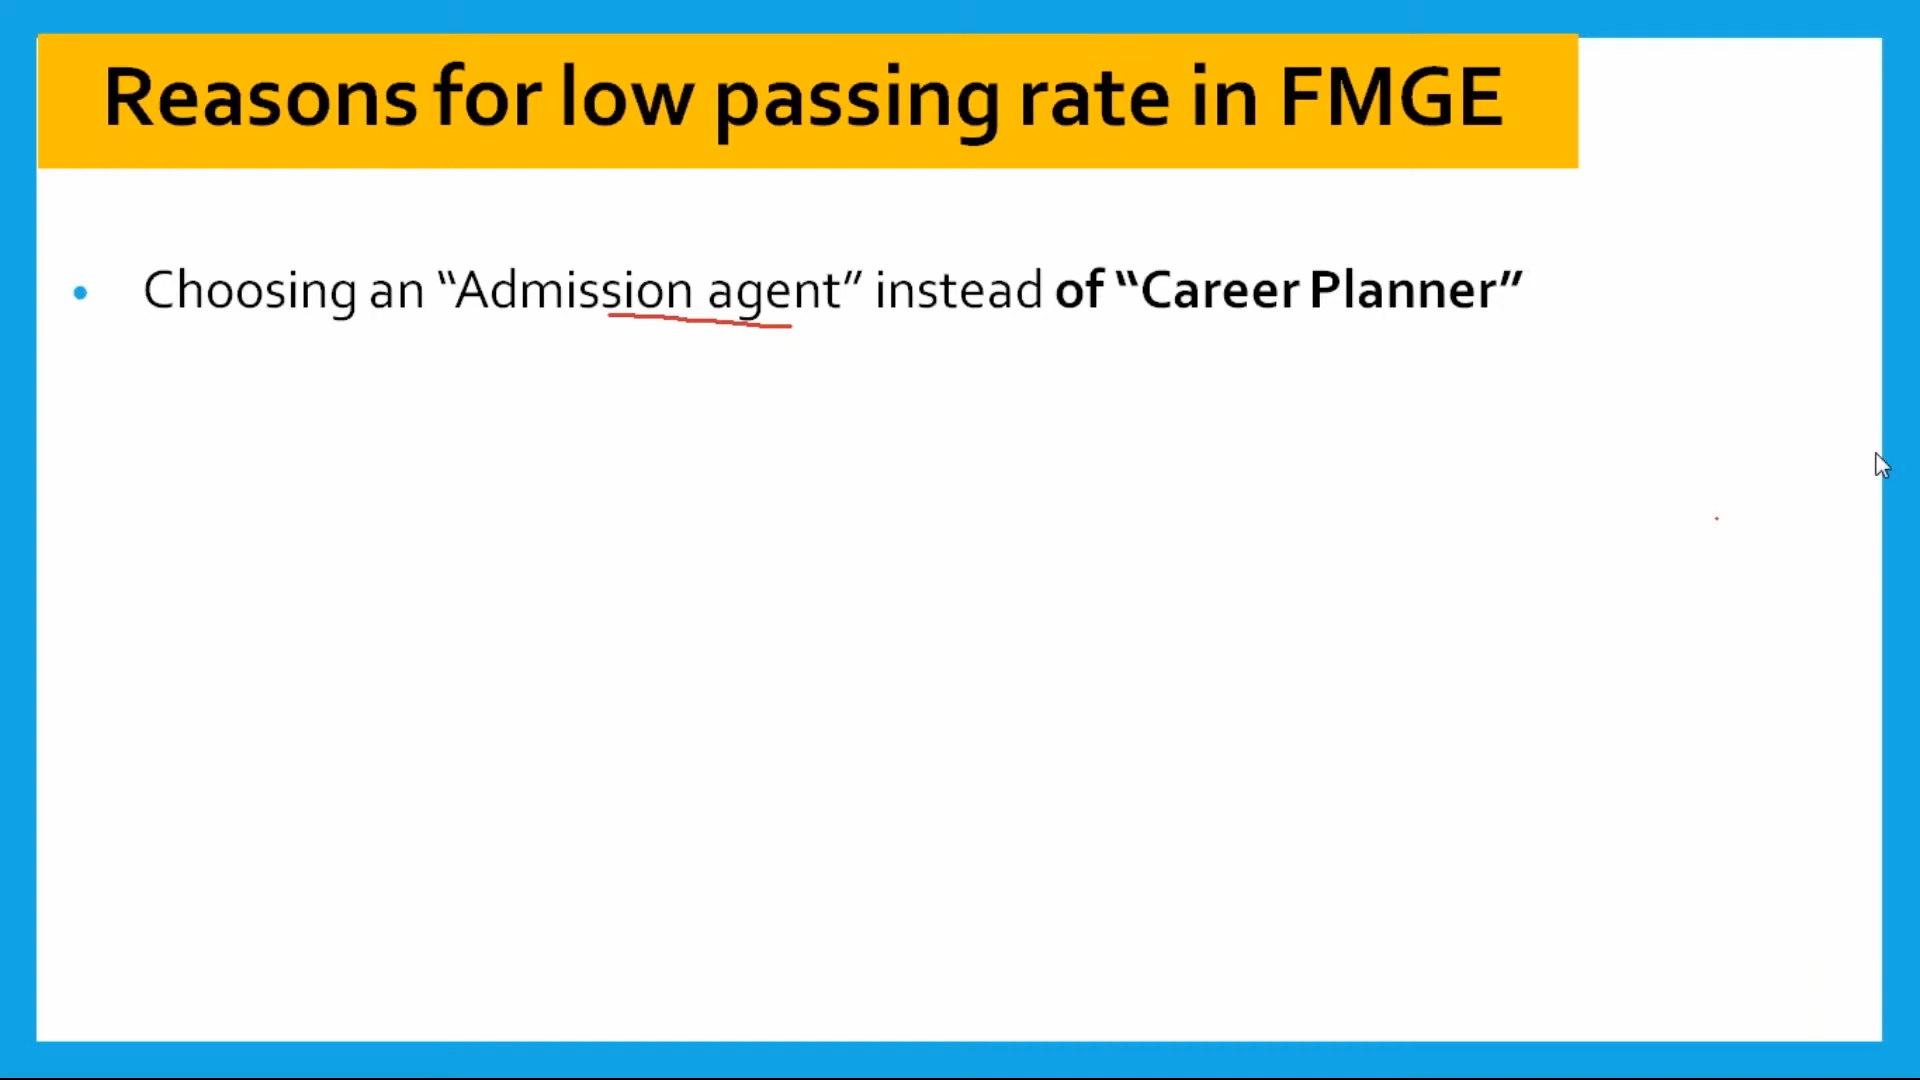 Reasons for low passing rate in FMGE
• Choosing an “Admission agent” instead of “Career Planner”